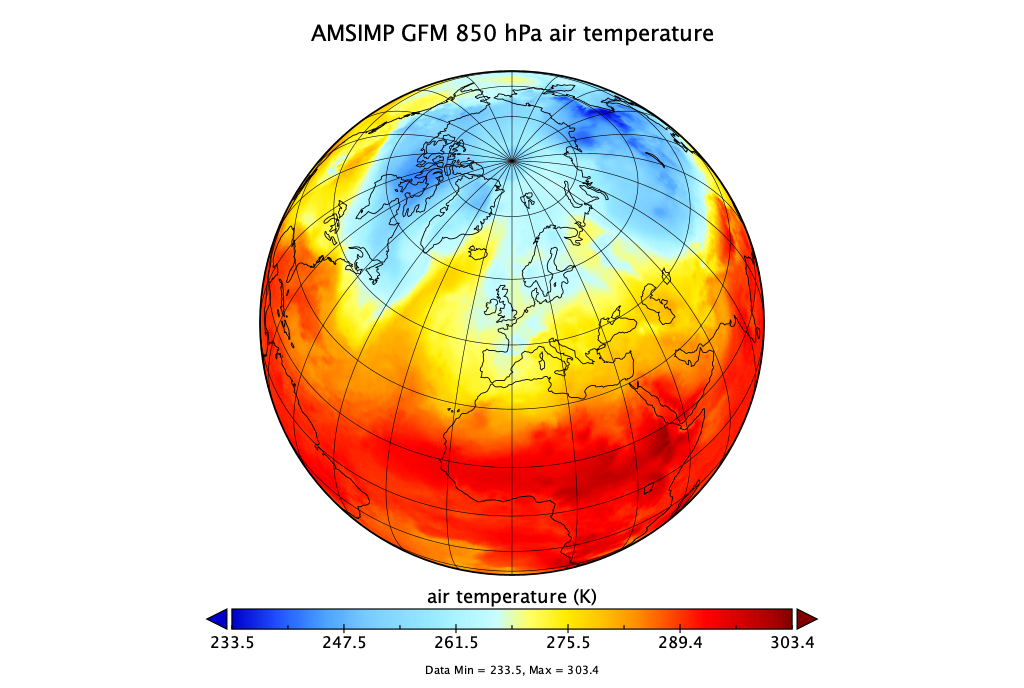 AMSIMP GFM 850 hPa air temperature
air temperature (K)
233.5 247.5 261.5 275.5 289.4 303.4
Data Min = 233.5, Max = 303.4